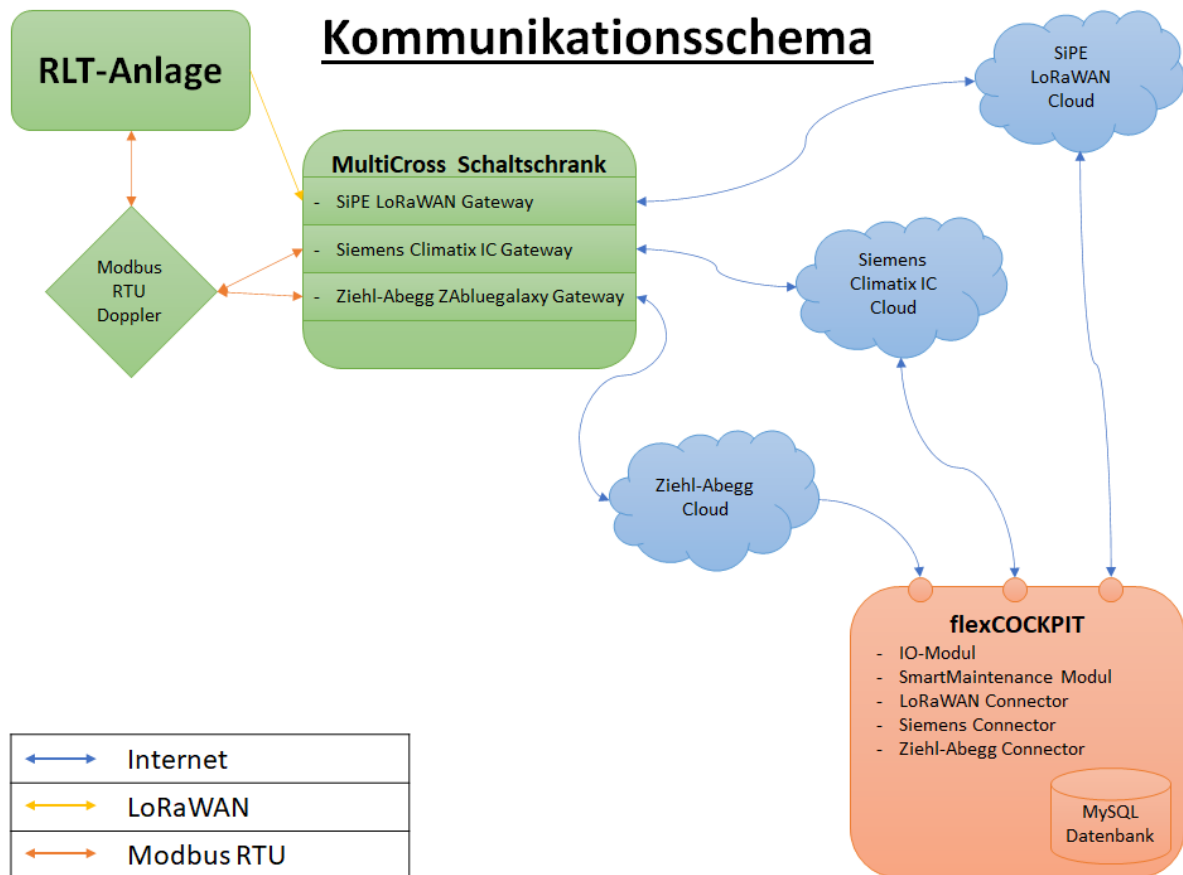 Kommunikationsschema
RLT-Anlage
SiPE
LoRaWAN
Cloud
MultiCross Schaltschrank
- SiPE LoRaWAN Gateway
- Siemens Climatix IC Gateway
- Ziehl-Abegg ZAbluegalaxy Gateway
Modbus
RTU
Doppler
Siemens
Climatix IC
Cloud
Ziehl-Abegg
Cloud
flexCOCKPIT
- IO-Modul
- SmartMaintenance Modul
- LoRaWAN Connector
- Siemens Connector
- Ziehl-Abegg Connector
MySQL
Datenbank
Internet
LoRaWAN
Modbus RTU